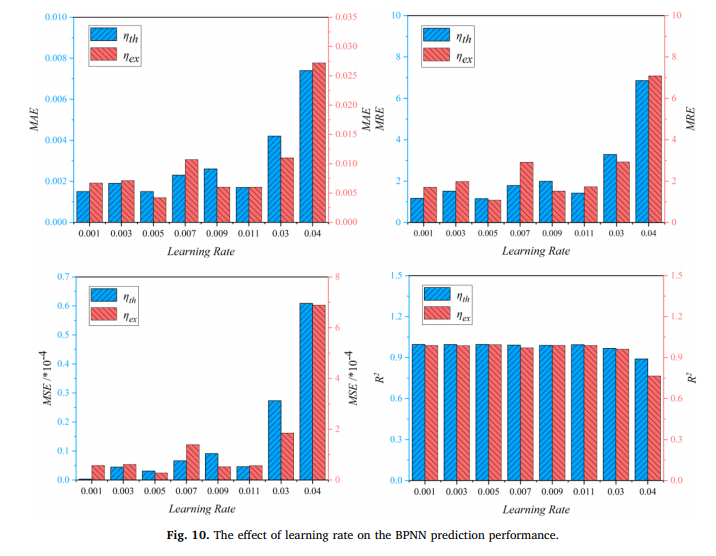 0.010
0.008
0.006
0.004
0.002
0.000
MAE
η_th
η_ex
0.035
0.030
0.025
0.020
0.015
0.010
0.005
0.000
MAE
0.001 0.003 0.005 0.007 0.009 0.011 0.03 0.04
Learning Rate
10
8
6
4
2
0
MRE
η_th
η_ex
10
8
6
4
2
0
MRE
0.001 0.003 0.005 0.007 0.009 0.011 0.03 0.04
Learning Rate
0.7
0.6
0.5
0.4
0.3
0.2
0.1
0.0
MSE /*10^-4
η_th
η_ex
8
6
4
2
0
MSE /*10^-4
0.001 0.003 0.005 0.007 0.009 0.011 0.03 0.04
Learning Rate
1.5
1.2
0.9
0.6
0.3
0.0
R²
η_th
η_ex
1.5
1.2
0.9
0.6
0.3
0.0
R²
0.001 0.003 0.005 0.007 0.009 0.011 0.03 0.04
Learning Rate
Fig. 10. The effect of learning rate on the BPNN prediction performance.